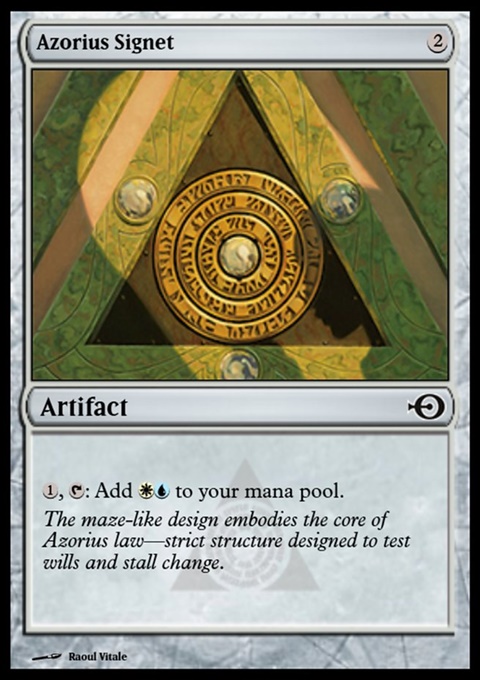 Azorius Signet 2
Artifact
1, : Add to your mana pool.
The maze-like design embodies the core of
Azorius law—strict structure designed to test
wills and stall change.
Raoul Vitale